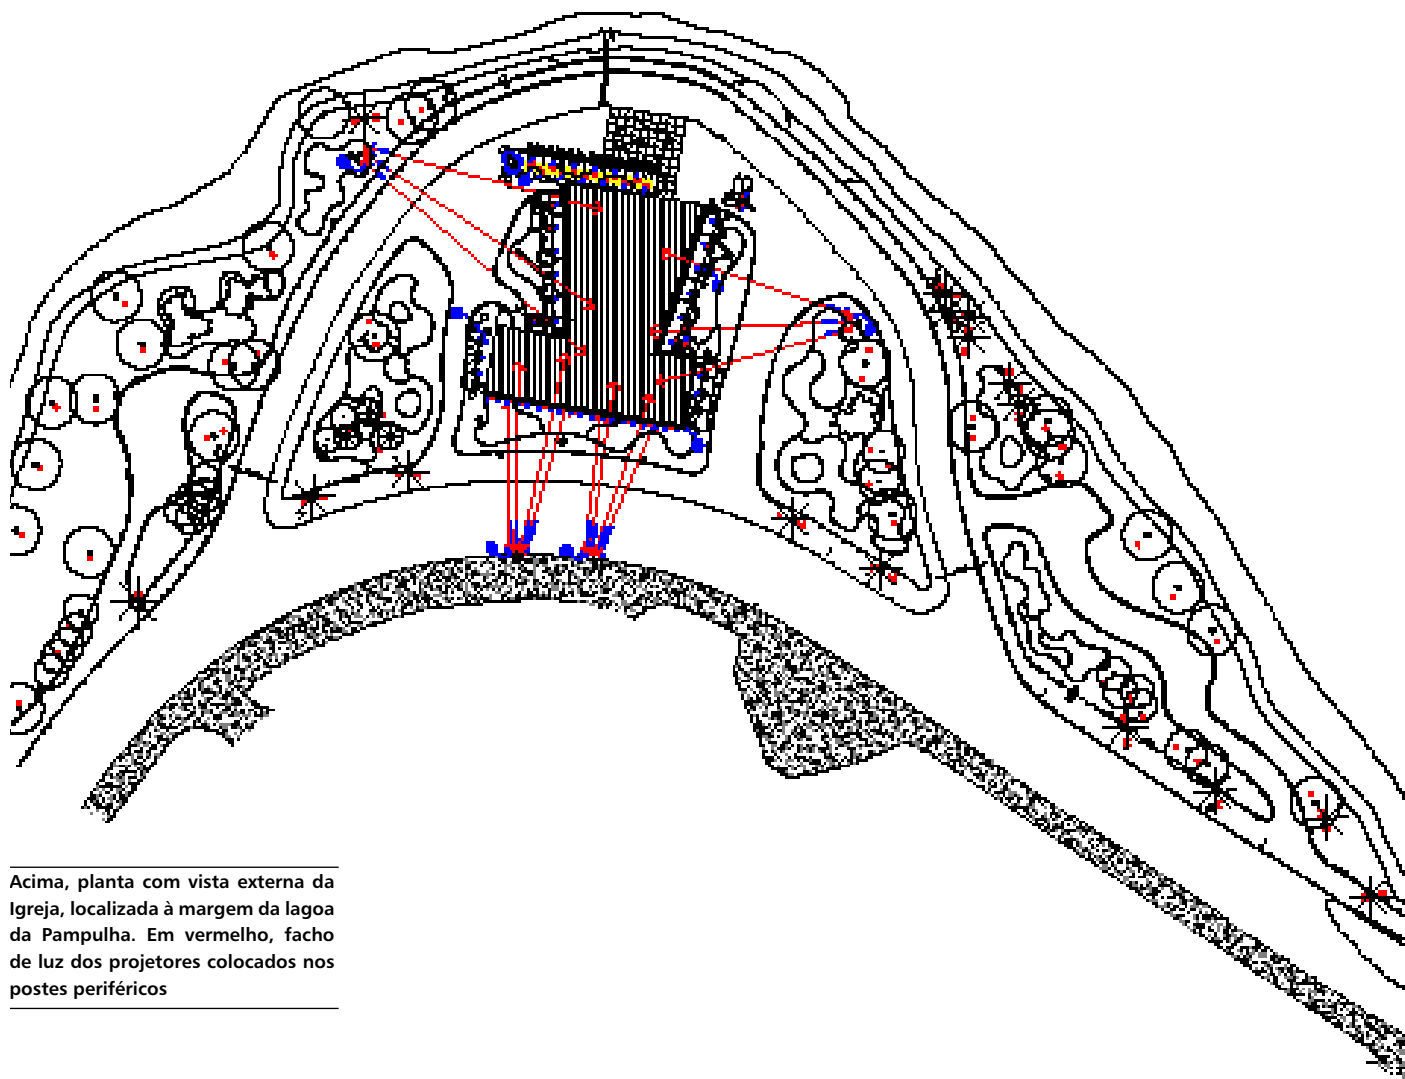 Acima, planta com vista externa da
Igreja, localizada à margem da lagoa
da Pampulha. Em vermelho, facho
de luz dos projetores colocados nos
postes periféricos